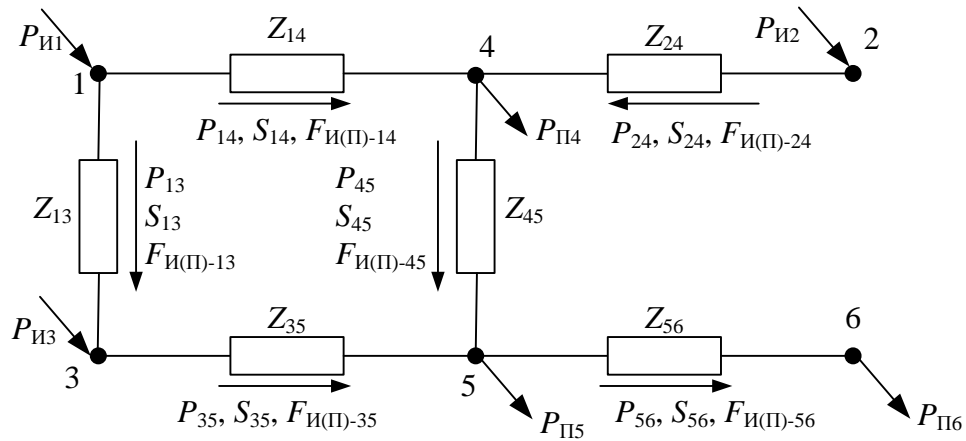 P_И1
Z_14
4
Z_24
P_И2
2
1
P_14, S_14, F_И(П)-14
P_П4
P_24, S_24, F_И(П)-24
Z_13
P_13
S_13
F_И(П)-13
P_45
S_45
F_И(П)-45
Z_45
P_И3
Z_35
Z_56
6
3
5
P_35, S_35, F_И(П)-35
P_П5
P_56, S_56, F_И(П)-56
P_П6